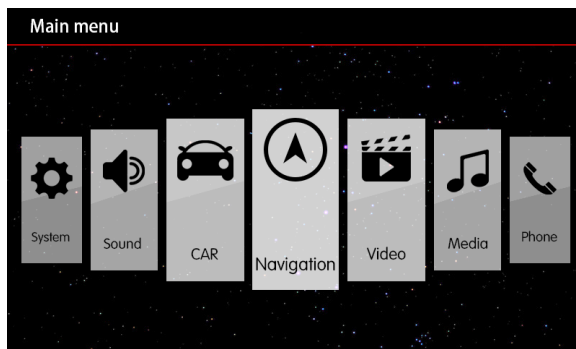 Main menu
System
Sound
CAR
Navigation
Video
Media
Phone